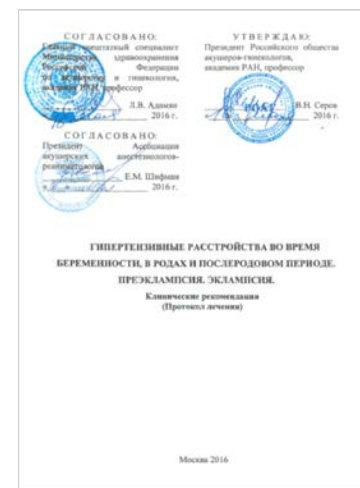 СОГЛАСОВАНО:
Главный внештатный специалист
Министерства здравоохранения
Российской Федерации
по акушерству и гинекологии,
академик РАН, профессор
Л.В. Адамян
2016 г.
УТВЕРЖДАЮ:
Президент Российского общества
акушеров-гинекологов,
академик РАН, профессор
В.Н. Серов
2016 г.
СОГЛАСОВАНО:
Президент Ассоциации
акушерских анестезиологов-
реаниматологов
Е.М. Шифман
2016 г.
ГИПЕРТЕНЗИВНЫЕ РАССТРОЙСТВА ВО ВРЕМЯ
БЕРЕМЕННОСТИ, В РОДАХ И ПОСЛЕРОДОВОМ ПЕРИОДЕ.
ПРЕЭКЛАМПСИЯ. ЭКЛАМПСИЯ.
Клинические рекомендации
(Протокол лечения)
Москва 2016